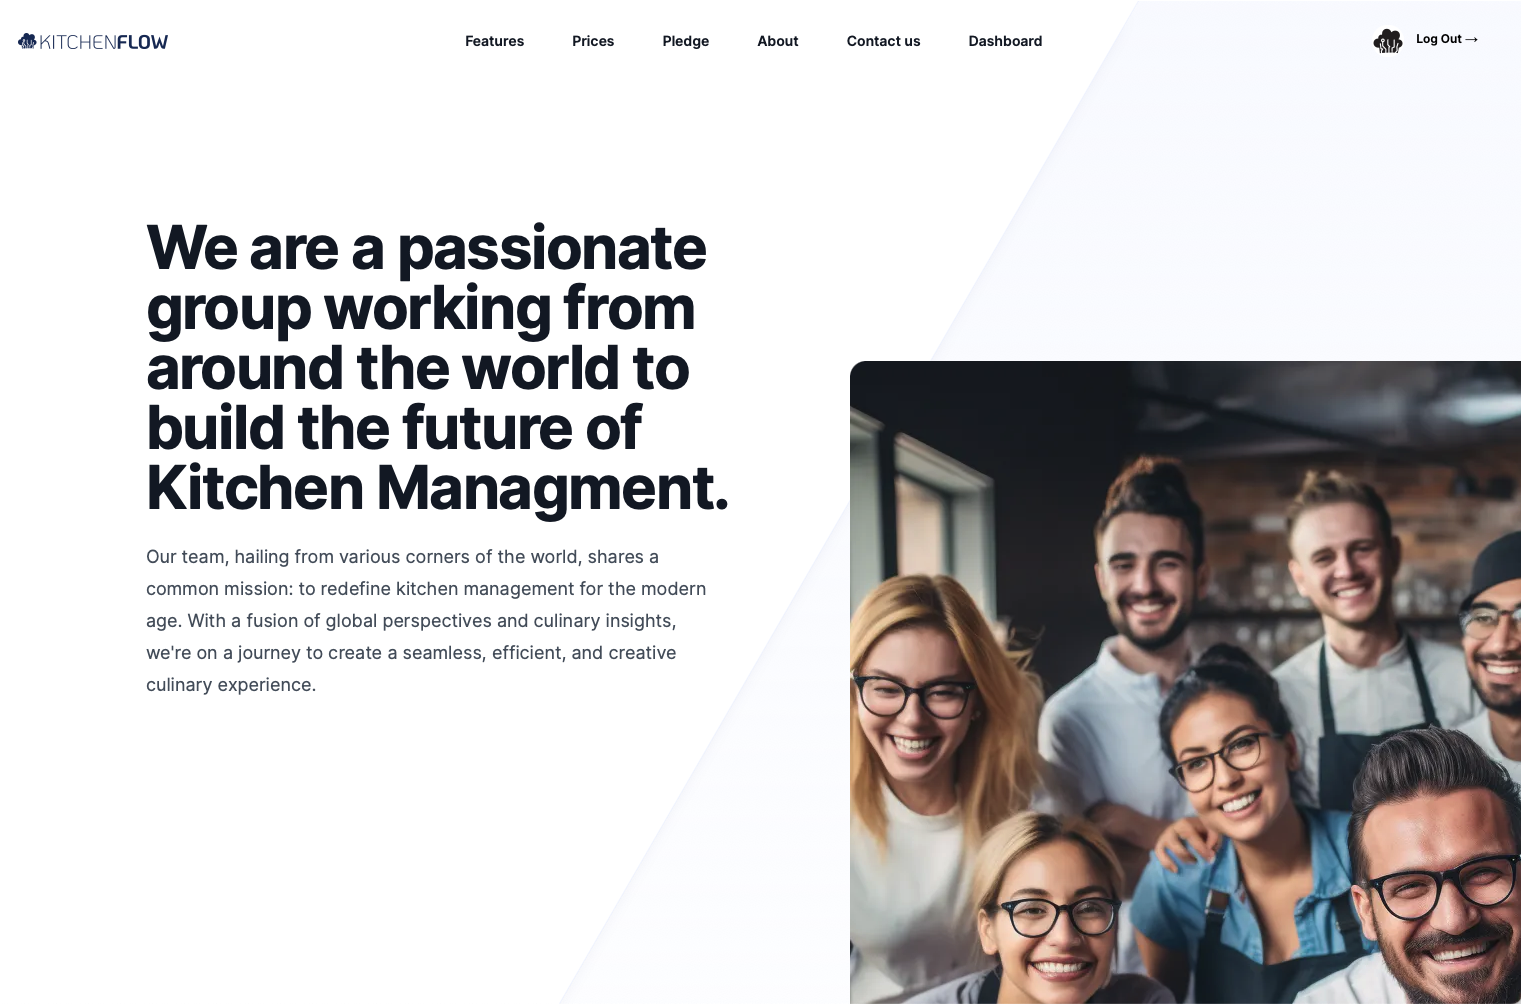 KITCHENFLOW
Features Prices Pledge About Contact us Dashboard
Log Out →
We are a passionate
group working from
around the world to
build the future of
Kitchen Managment.
Our team, hailing from various corners of the world, shares a
common mission: to redefine kitchen management for the modern
age. With a fusion of global perspectives and culinary insights,
we're on a journey to create a seamless, efficient, and creative
culinary experience.